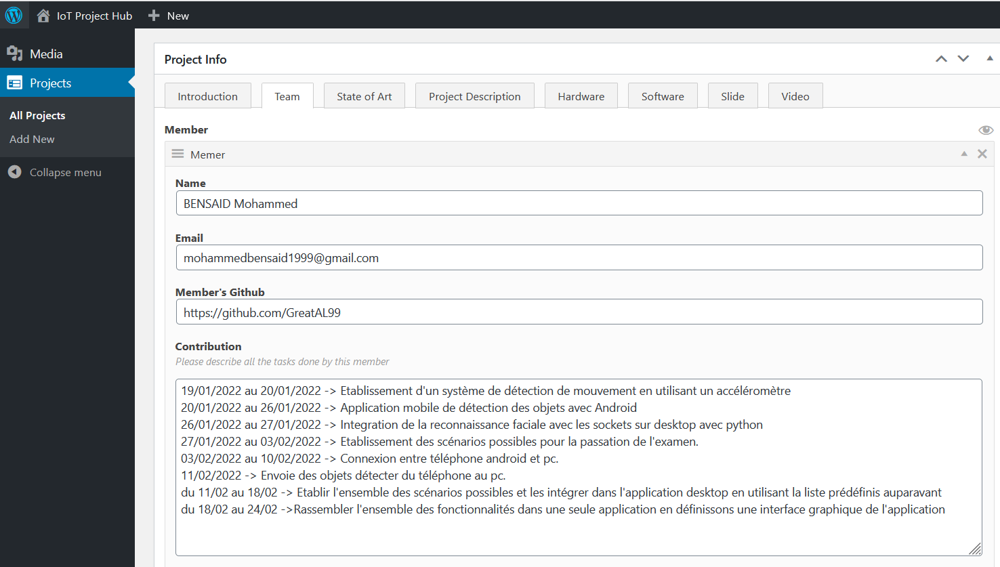 IoT Project Hub
New
Media
Projects
All Projects
Add New
Collapse menu
Project Info
Introduction
Team
State of Art
Project Description
Hardware
Software
Slide
Video
Member
Memer
Name
BENSAID Mohammed
Email
mohammedbensaid1999@gmail.com
Member's Github
https://github.com/GreatAL99
Contribution
Please describe all the tasks done by this member
19/01/2022 au 20/01/2022 -> Etablissement d'un système de détection de mouvement en utilisant un accéléromètre
20/01/2022 au 26/01/2022 -> Application mobile de détection des objets avec Android
26/01/2022 au 27/01/2022 -> Integration de la reconnaissance faciale avec les sockets sur desktop avec python
27/01/2022 au 03/02/2022 -> Etablissement des scénarios possibles pour la passation de l'examen.
03/02/2022 au 10/02/2022 -> Connexion entre téléphone android et pc.
11/02/2022 -> Envoie des objets détecter du téléphone au pc.
du 11/02 au 18/02 -> Etablir l'ensemble des scénarios possibles et les intégrer dans l'application desktop en utilisant la liste prédéfinis auparavant
du 18/02 au 24/02 ->Rassembler l'ensemble des fonctionnalités dans une seule application en définissons une interface graphique de l'application